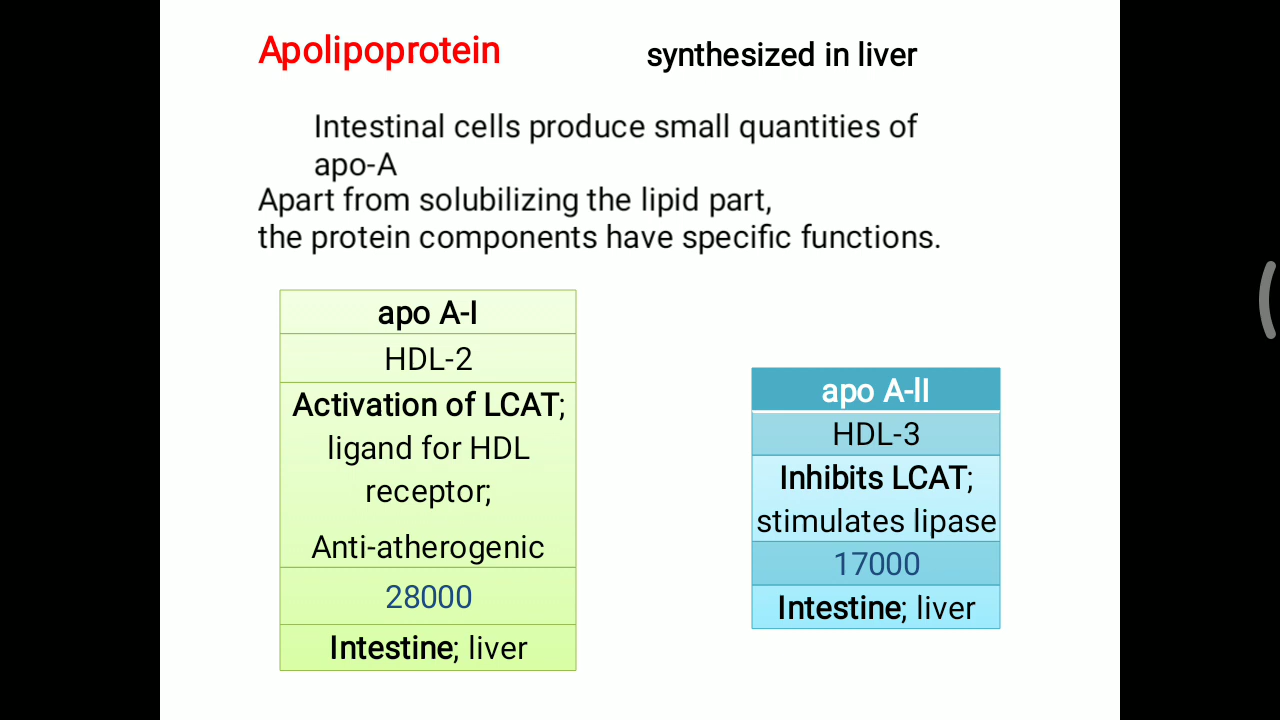 Apolipoprotein
synthesized in liver
Intestinal cells produce small quantities of
apo-A
Apart from solubilizing the lipid part,
the protein components have specific functions.
apo A-I
HDL-2
Activation of LCAT;
ligand for HDL
receptor;
Anti-atherogenic
28000
Intestine; liver
apo A-II
HDL-3
Inhibits LCAT;
stimulates lipase
17000
Intestine; liver